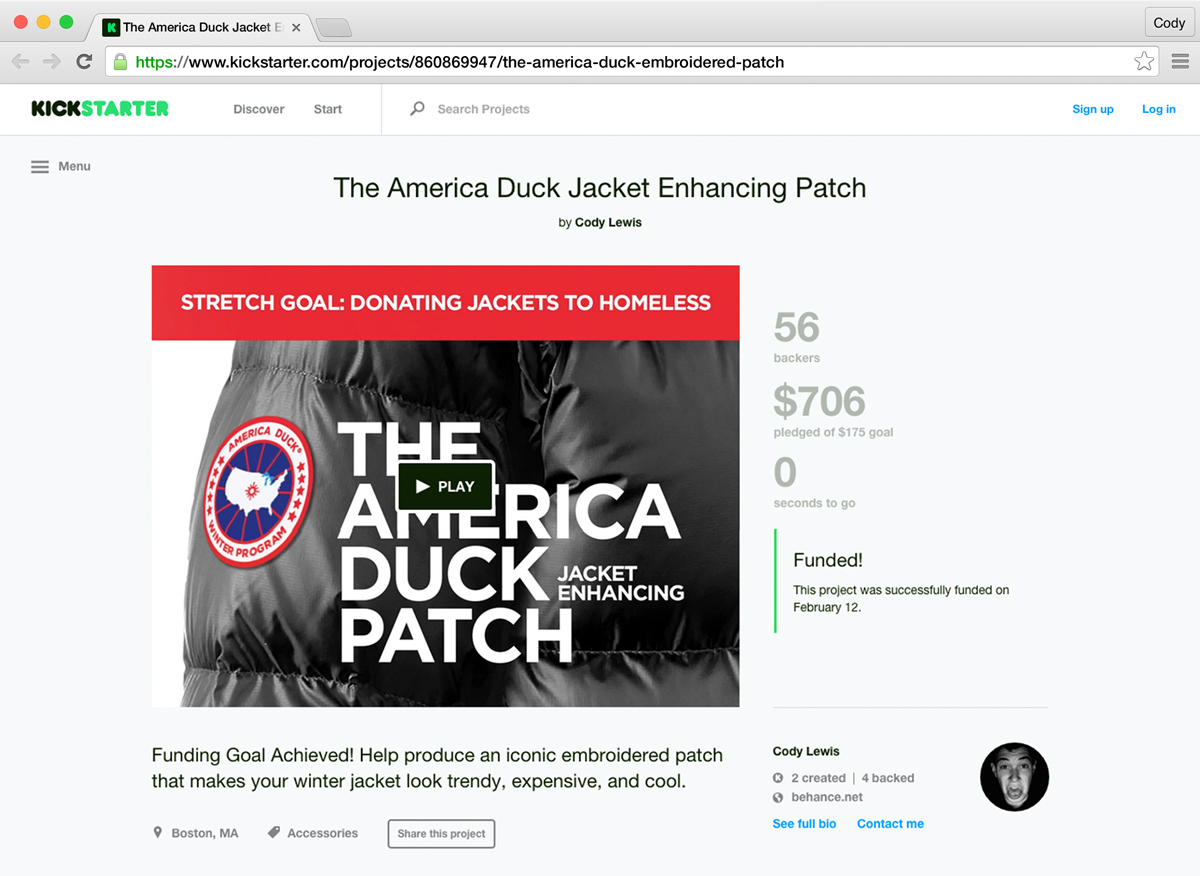 The America Duck Jacket E
Cody
https://www.kickstarter.com/projects/860869947/the-america-duck-embroidered-patch
KICKSTARTER
Discover
Start
Search Projects
Sign up
Log in
Menu
The America Duck Jacket Enhancing Patch
by Cody Lewis
STRETCH GOAL: DONATING JACKETS TO HOMELESS
AMERICA DUCK®
WINTER PROGRAM
THE
AMERICA
DUCK
JACKET
ENHANCING
PATCH
PLAY
56
backers
$706
pledged of $175 goal
0
seconds to go
Funded!
This project was successfully funded on
February 12.
Funding Goal Achieved! Help produce an iconic embroidered patch
that makes your winter jacket look trendy, expensive, and cool.
Boston, MA
Accessories
Share this project
Cody Lewis
2 created | 4 backed
behance.net
See full bio
Contact me